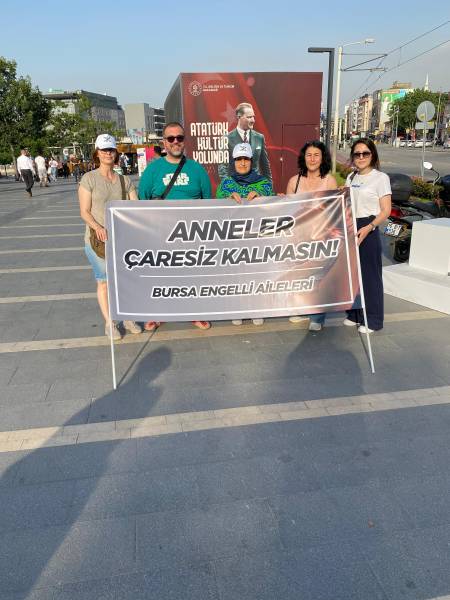 ATATÜRK
KÜLTÜR
YOLUNDA
ANNELER
ÇARESİZ KALMASIN!
BURSA ENGELLİ AİLELERİ